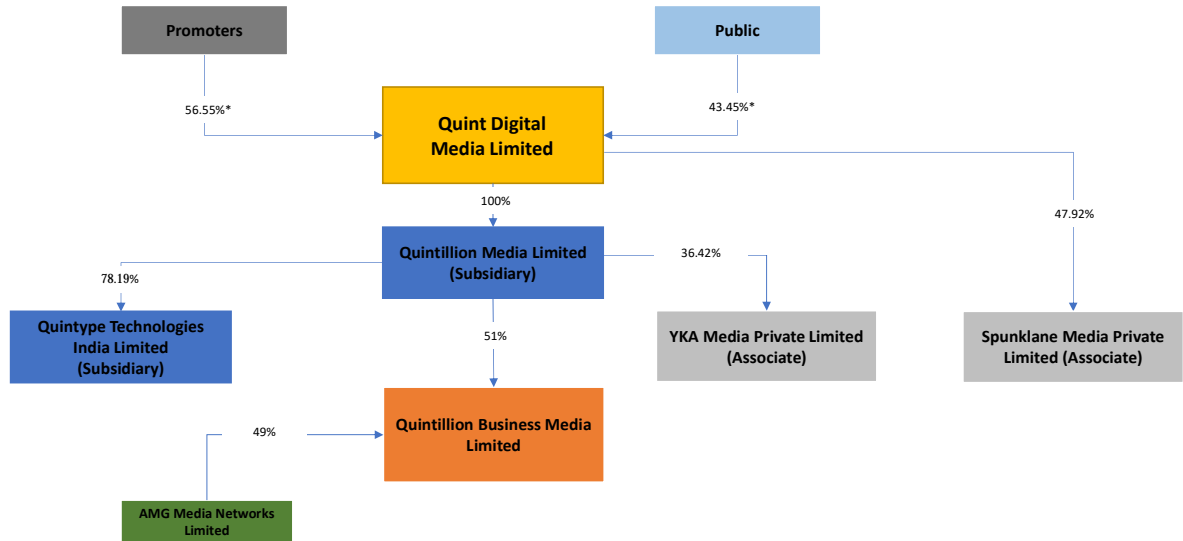 Promoters
Public
56.55%*
43.45%*
Quint Digital
Media Limited
100%
47.92%
Quintillion Media Limited
(Subsidiary)
36.42%
78.19%
Quintype Technologies
India Limited
(Subsidiary)
51%
YKA Media Private Limited
(Associate)
Spunklane Media Private
Limited (Associate)
Quintillion Business Media
Limited
49%
AMG Media Networks
Limited